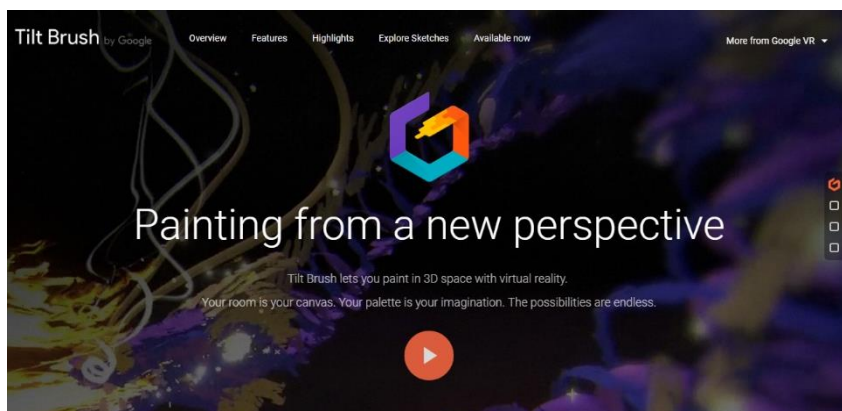 Tilt Brush by Google
Overview Features Highlights Explore Sketches Available now
More from Google VR
Painting from a new perspective
Tilt Brush lets you paint in 3D space with virtual reality.
Your room is your canvas. Your palette is your imagination. The possibilities are endless.